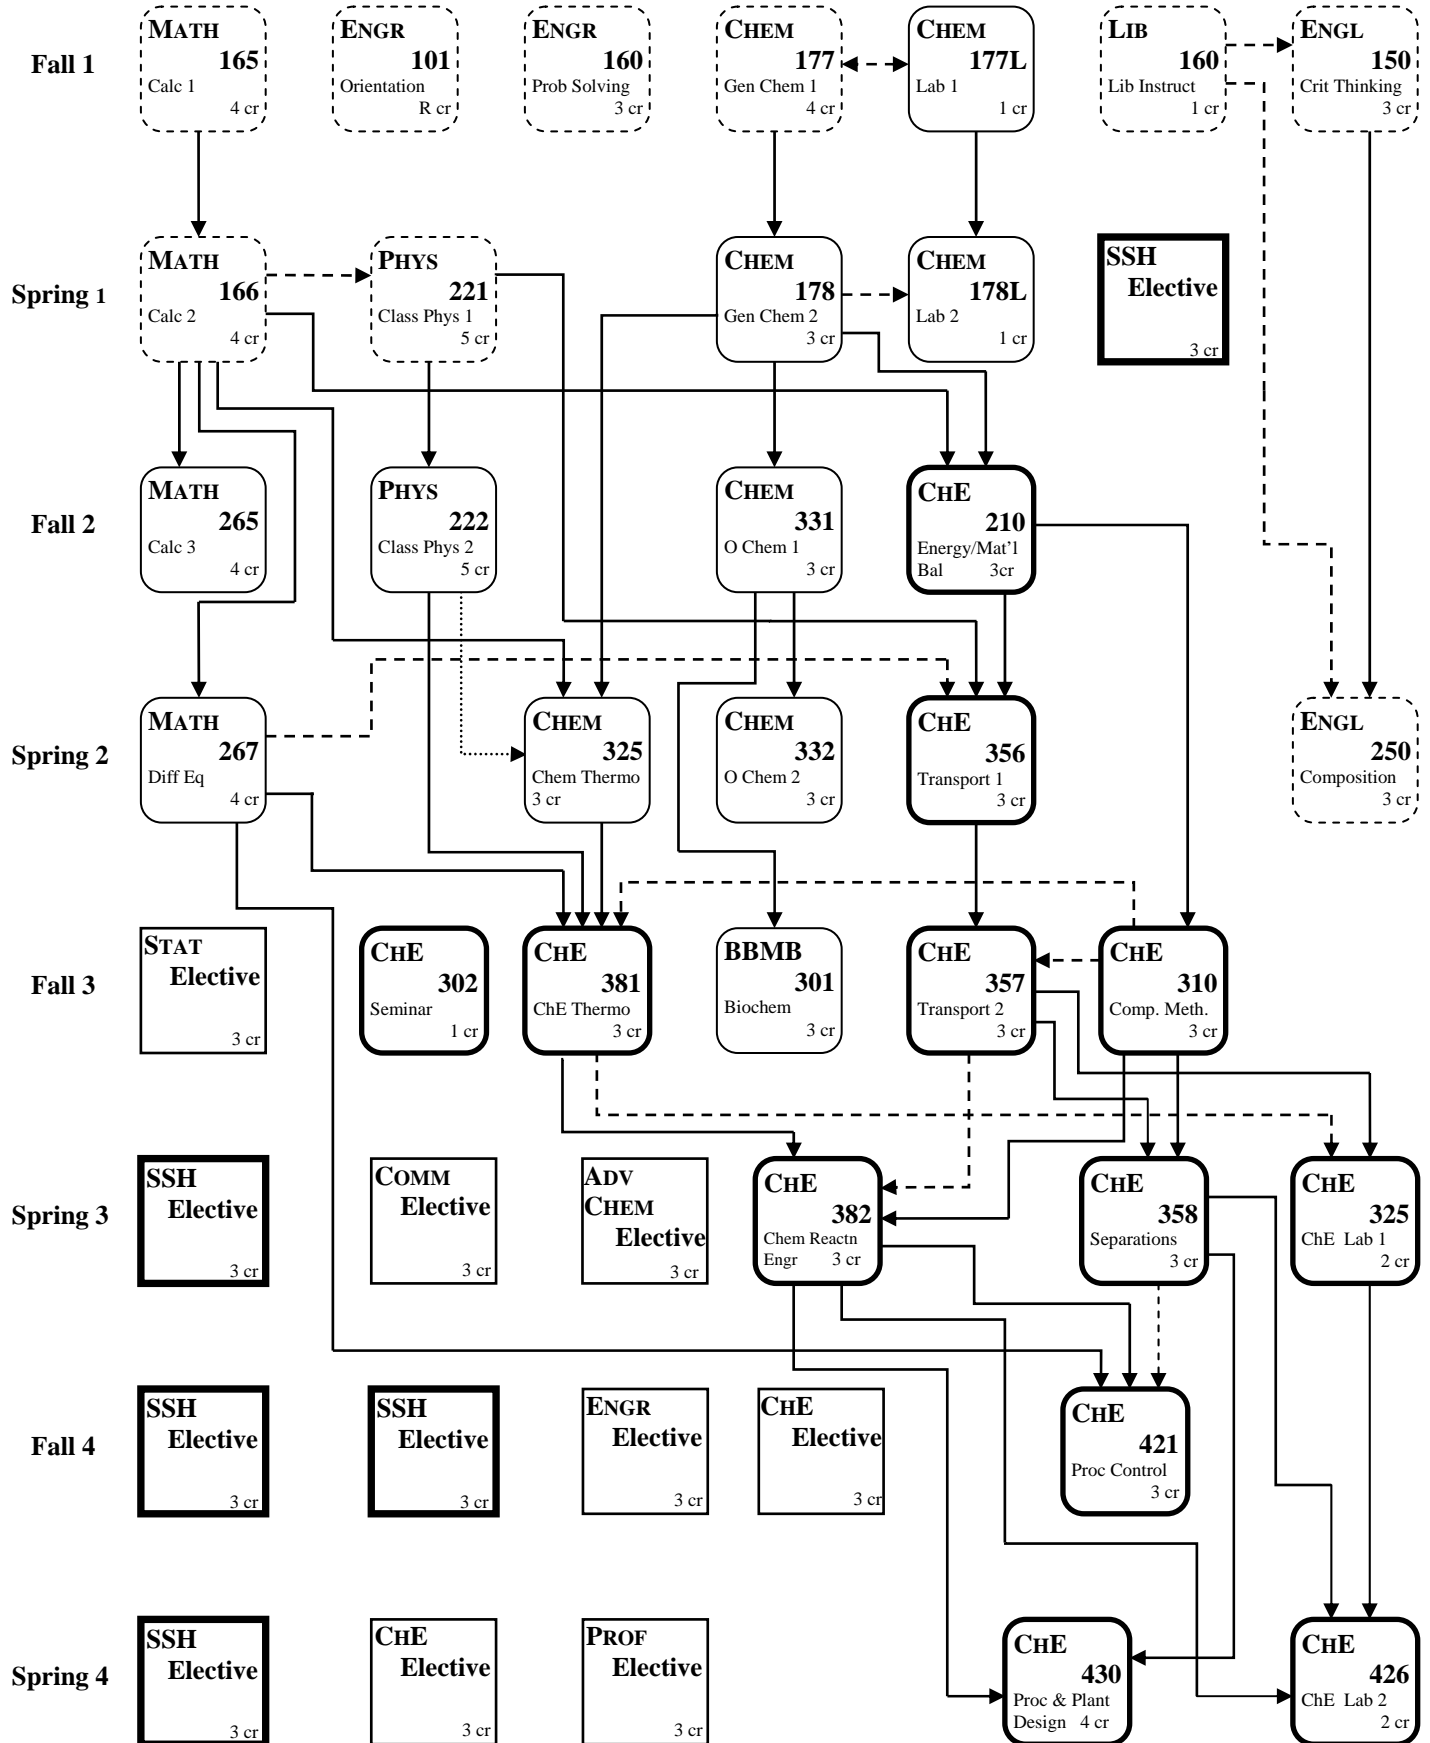 Fall 1
MATH
165
Calc 1
4 cr
ENGR
101
Orientation
R cr
ENGR
160
Prob Solving
3 cr
CHEM
177
Gen Chem 1
4 cr
CHEM
177L
Lab 1
1 cr
LIB
160
Lib Instruct
1 cr
ENGL
150
Crit Thinking
3 cr
Spring 1
MATH
166
Calc 2
4 cr
PHYS
221
Class Phys 1
5 cr
CHEM
178
Gen Chem 2
3 cr
CHEM
178L
Lab 2
1 cr
SSH
Elective
3 cr
Fall 2
MATH
265
Calc 3
4 cr
PHYS
222
Class Phys 2
5 cr
CHEM
331
O Chem 1
3 cr
CHE
210
Energy/Mat’l
Bal 3cr
Spring 2
MATH
267
Diff Eq
4 cr
CHEM
325
Chem Thermo
3 cr
CHEM
332
O Chem 2
3 cr
CHE
356
Transport 1
3 cr
ENGL
250
Composition
3 cr
Fall 3
STAT
Elective
3 cr
CHE
302
Seminar
1 cr
CHE
381
ChE Thermo
3 cr
BBMB
301
Biochem
3 cr
CHE
357
Transport 2
3 cr
CHE
310
Comp. Meth.
3 cr
Spring 3
SSH
Elective
3 cr
COMM
Elective
3 cr
ADV
CHEM
Elective
3 cr
CHE
382
Chem Reactn
Engr 3 cr
CHE
358
Separations
3 cr
CHE
325
ChE Lab 1
2 cr
Fall 4
SSH
Elective
3 cr
SSH
Elective
3 cr
ENGR
Elective
3 cr
CHE
Elective
3 cr
CHE
421
Proc Control
3 cr
Spring 4
SSH
Elective
3 cr
CHE
Elective
3 cr
PROF
Elective
3 cr
CHE
430
Proc & Plant
Design 4 cr
CHE
426
ChE Lab 2
2 cr